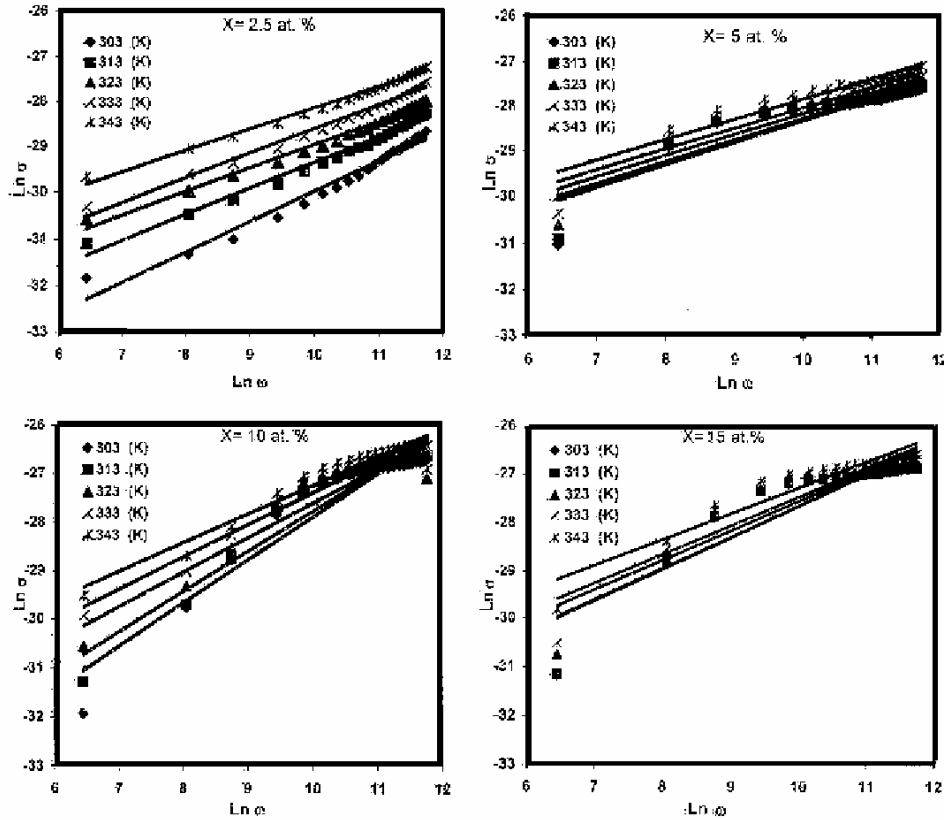 X= 2.5 at. %
303 (K)
313 (K)
323 (K)
333 (K)
343 (K)
-26
-27
-28
-29
-30
-31
-32
-33
Ln σ
6 7 8 9 10 11 12
Ln ω
X= 5 at. %
303 (K)
313 (K)
323 (K)
333 (K)
343 (K)
-26
-27
-28
-29
-30
-31
-32
-33
Ln σ
6 7 8 9 10 11 12
Ln ω
X= 10 at. %
303 (K)
313 (K)
323 (K)
333 (K)
343 (K)
-26
-27
-28
-29
-30
-31
-32
-33
Ln σ
6 7 8 9 10 11 12
Ln ω
X= 15 at.%
303 (K)
313 (K)
323 (K)
333 (K)
343 (K)
-26
-27
-28
-29
-30
-31
-32
-33
Ln σ
6 7 8 9 10 11 12
Ln ω